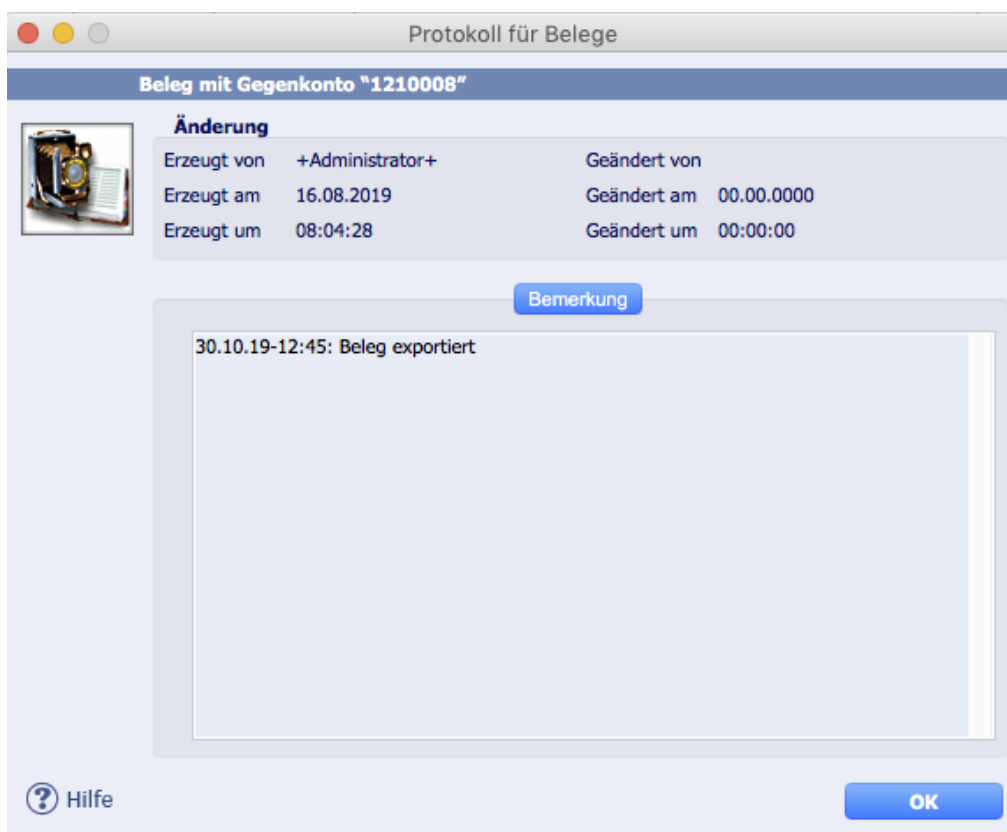 Protokoll für Belege
Beleg mit Gegenkonto "1210008"
Änderung
Erzeugt von +Administrator+ Geändert von
Erzeugt am 16.08.2019 Geändert am 00.00.0000
Erzeugt um 08:04:28 Geändert um 00:00:00
Bemerkung
30.10.19-12:45: Beleg exportiert
? Hilfe
OK